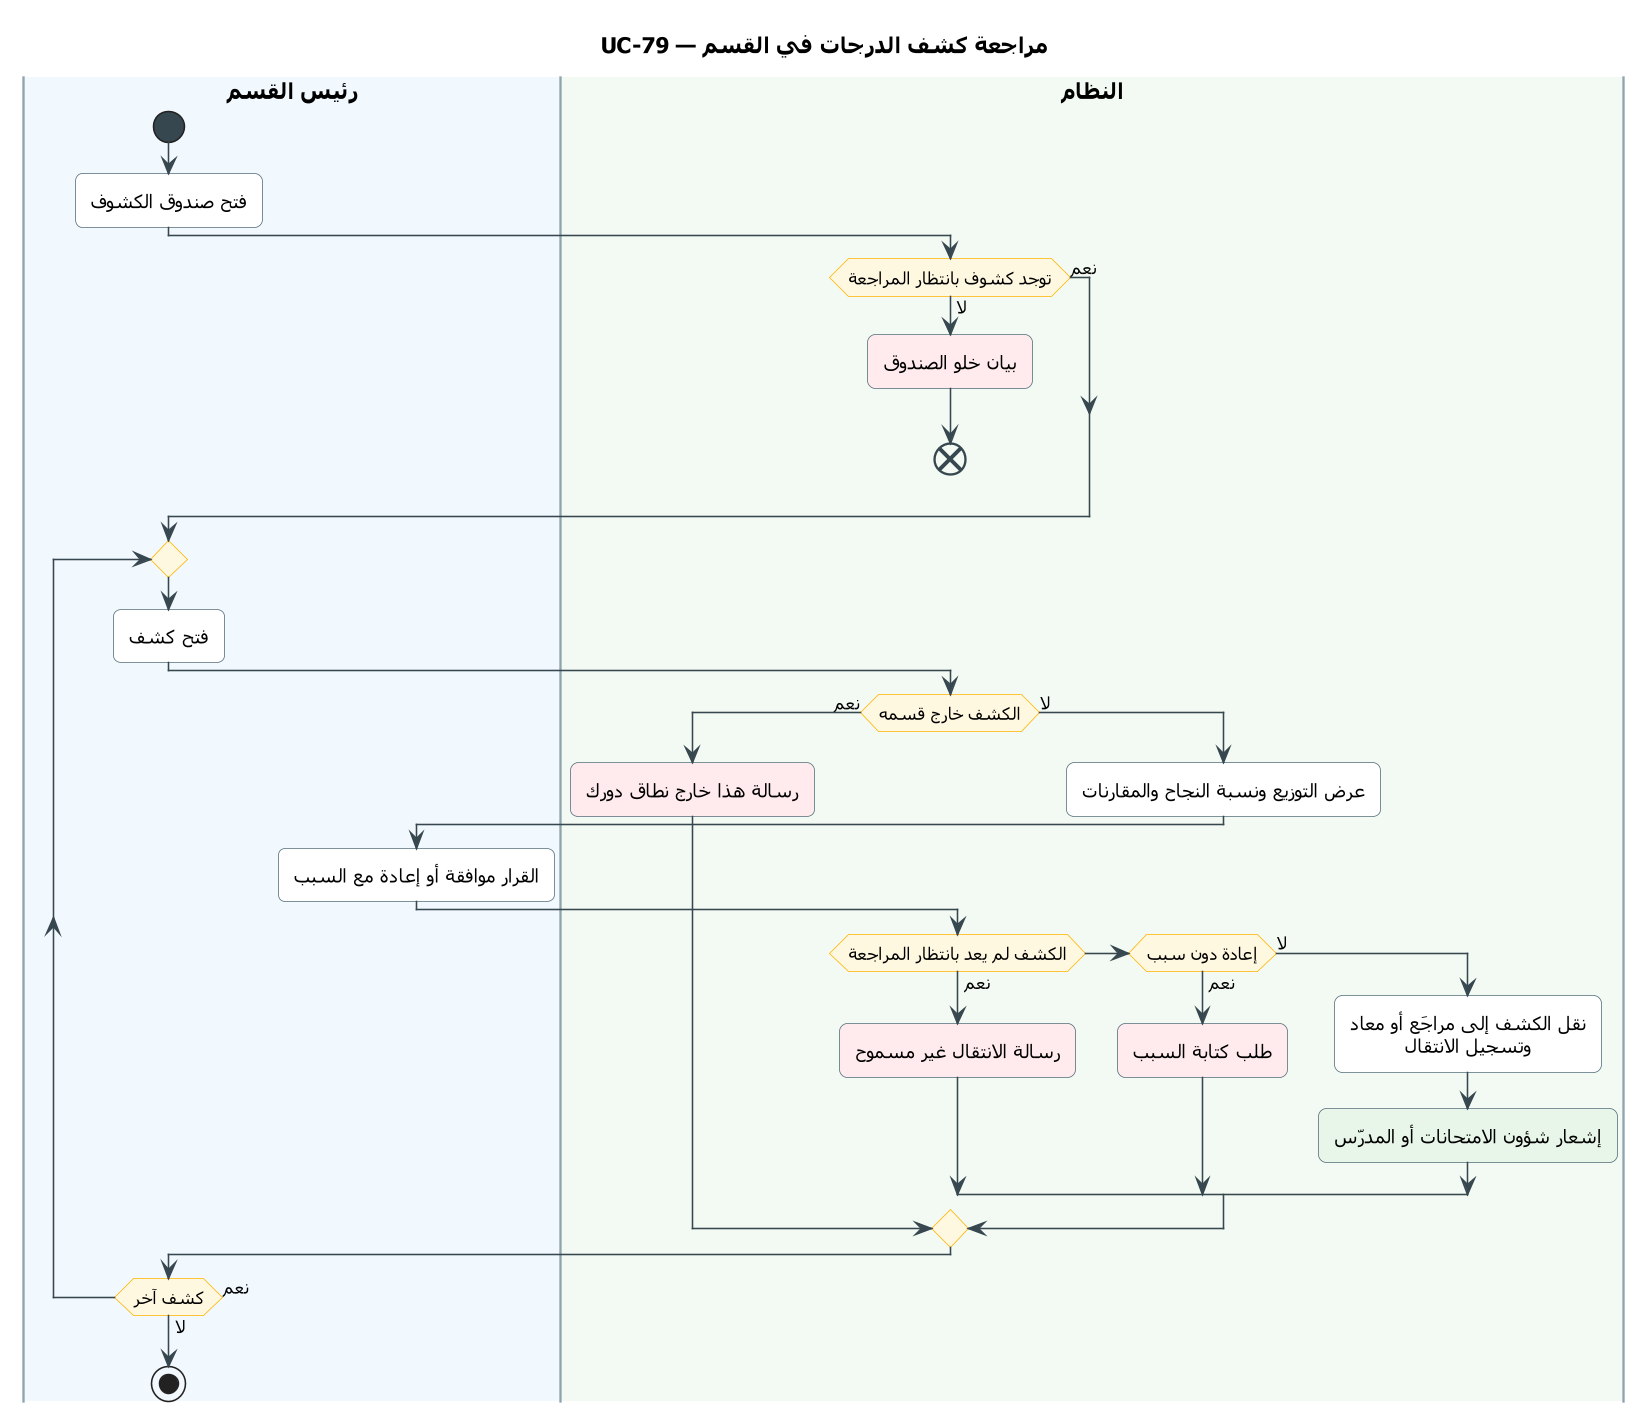 UC-79 — مراجعة كشف الدرجات في القسم
رئيس القسم
النظام
فتح صندوق الكشوف
توجد كشوف بانتظار المراجعة
نعم
لا
بيان خلو الصندوق
فتح كشف
الكشف خارج قسمه
نعم
لا
رسالة هذا خارج نطاق دورك
عرض التوزيع ونسبة النجاح والمقارنات
القرار موافقة أو إعادة مع السبب
الكشف لم يعد بانتظار المراجعة
إعادة دون سبب
لا
نعم
نعم
رسالة الانتقال غير مسموح
طلب كتابة السبب
نقل الكشف إلى مراجَع أو معاد
وتسجيل الانتقال
إشعار شؤون الامتحانات أو المدرّس
كشف آخر
نعم
لا